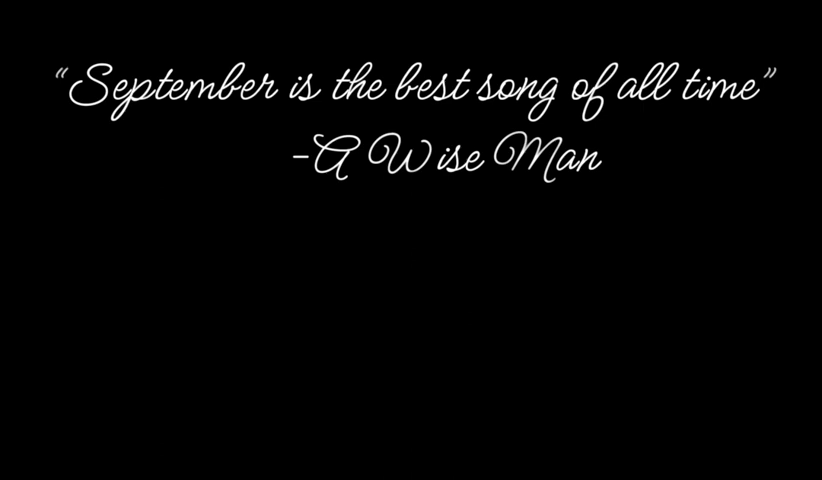 “September is the best song of all time”
-A Wise Man